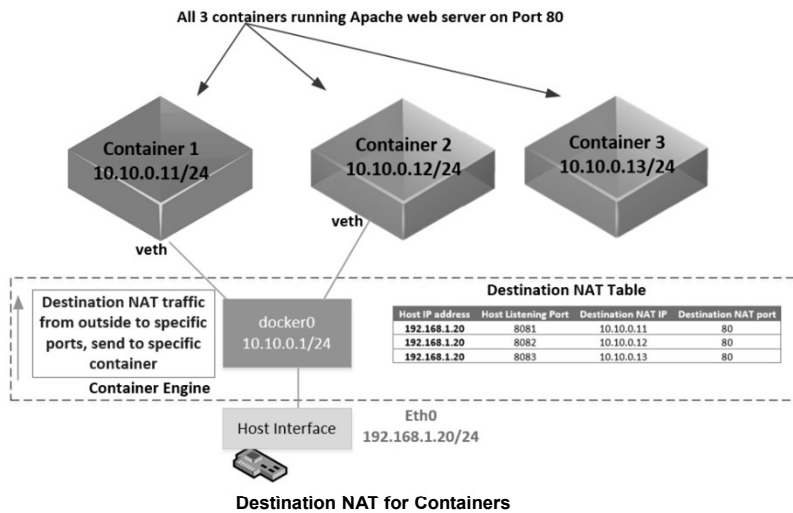 All 3 containers running Apache web server on Port 80
Container 1
10.10.0.11/24
Container 2
10.10.0.12/24
Container 3
10.10.0.13/24
veth
veth
Destination NAT traffic
from outside to specific
ports, send to specific
container
Container Engine
docker0
10.10.0.1/24
Destination NAT Table
Host IP address Host Listening Port Destination NAT IP Destination NAT port
192.168.1.20 8081 10.10.0.11 80
192.168.1.20 8082 10.10.0.12 80
192.168.1.20 8083 10.10.0.13 80
Host Interface
Eth0
192.168.1.20/24
Destination NAT for Containers